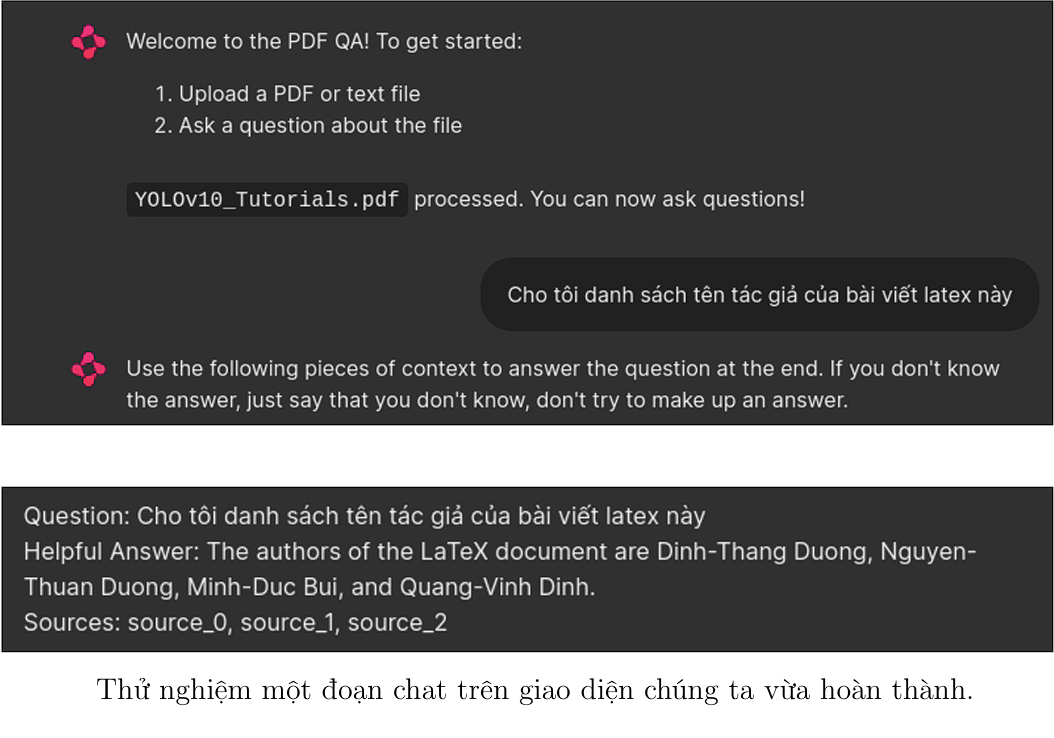 Welcome to the PDF QA! To get started:
1. Upload a PDF or text file
2. Ask a question about the file
YOLOv10_Tutorials.pdf processed. You can now ask questions!
Cho tôi danh sách tên tác giả của bài viết latex này
Use the following pieces of context to answer the question at the end. If you don't know
the answer, just say that you don't know, don't try to make up an answer.
Question: Cho tôi danh sách tên tác giả của bài viết latex này
Helpful Answer: The authors of the LaTeX document are Dinh-Thang Duong, Nguyen-
Thuan Duong, Minh-Duc Bui, and Quang-Vinh Dinh.
Sources: source_0, source_1, source_2
Thử nghiệm một đoạn chat trên giao diện chúng ta vừa hoàn thành.